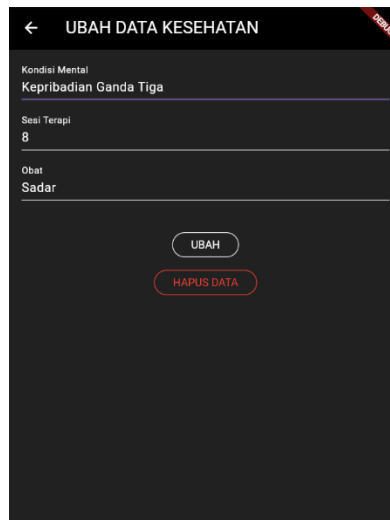 UBAH DATA KESEHATAN
DEBUG
Kondisi Mental
Kepribadian Ganda Tiga
Sesi Terapi
8
Obat
Sadar
UBAH
HAPUS DATA